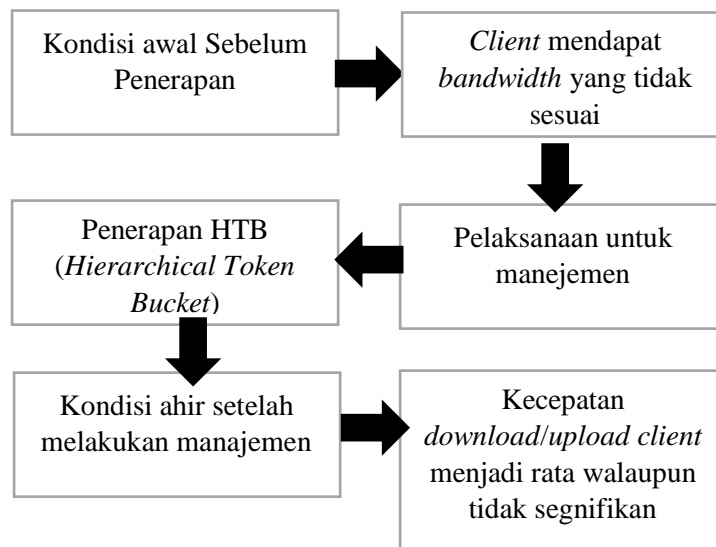 Kondisi awal Sebelum
Penerapan
Client mendapat
bandwidth yang tidak
sesuai
Pelaksanaan untuk
manejemen
Penerapan HTB
(Hierarchical Token
Bucket)
Kondisi ahir setelah
melakukan manajemen
Kecepatan
download/upload client
menjadi rata walaupun
tidak segnifikan